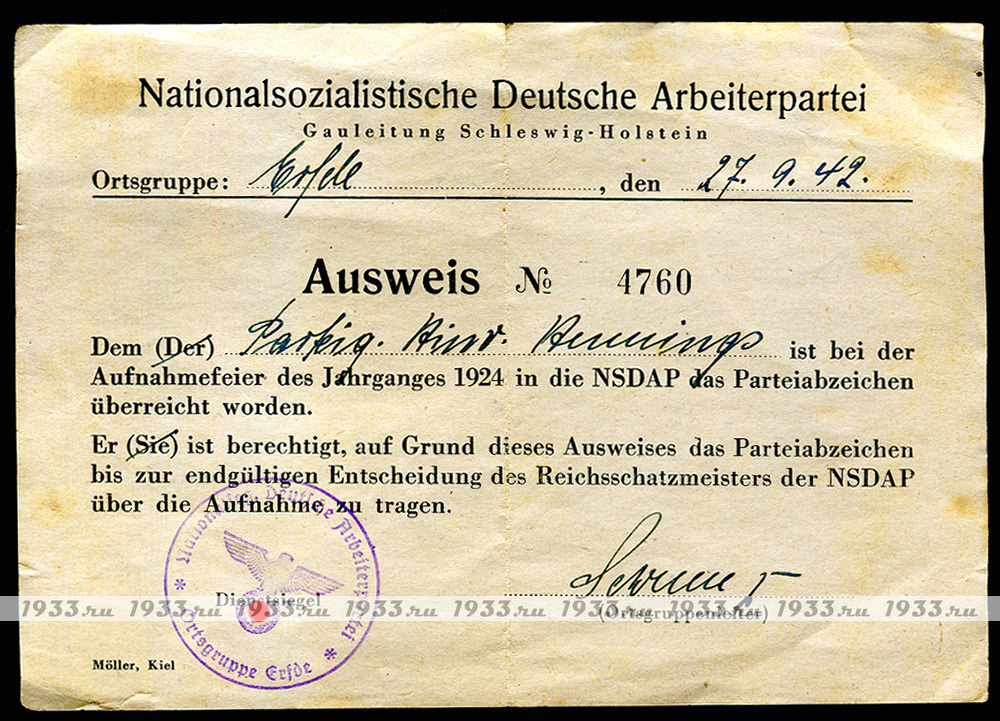 Nationalsozialistische Deutsche Arbeiterpartei
Gauleitung Schleswig-Holstein
Ortsgruppe: Erfde, den 27. 9. 42.
Ausweis № 4760
Dem (Der) Hinr. Hennings ist bei der
Aufnahmefeier des Jahrganges 1924 in die NSDAP das Parteiabzeichen
überreicht worden.
Er (Sie) ist berechtigt, auf Grund dieses Ausweises das Parteiabzeichen
bis zur endgültigen Entscheidung des Reichsschatzmeisters der NSDAP
über die Aufnahme zu tragen.
Deutsche Arbeiterpartei
* Ortsgruppe Erfde *
Dienstsiegel
(Ortsgruppenleiter)
1933.ru 1933.ru 1933.ru 1933.ru 1933.ru 1933.ru 1933.ru 1933.ru 1933.ru
Möller, Kiel